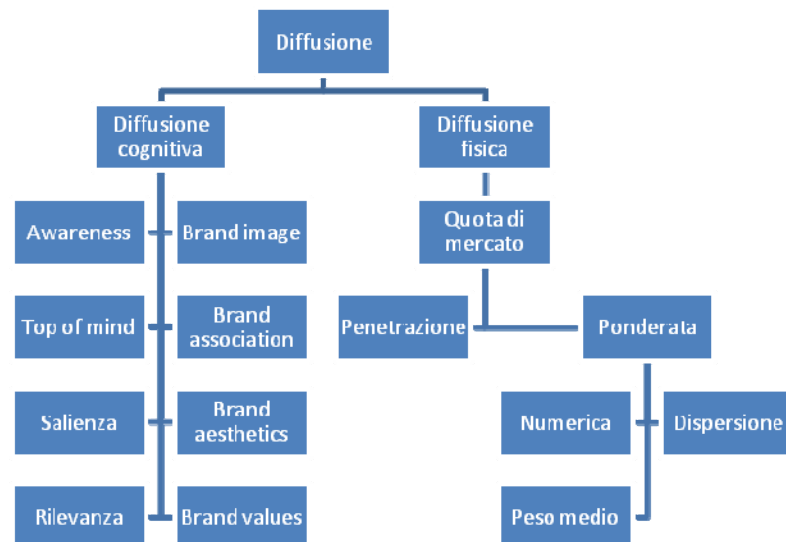 Diffusione
Diffusione
cognitiva
Diffusione
fisica
Awareness
Brand image
Quota di
mercato
Top of mind
Brand
association
Penetrazione
Ponderata
Salienza
Brand
aesthetics
Numerica
Dispersione
Rilevanza
Brand values
Peso medio